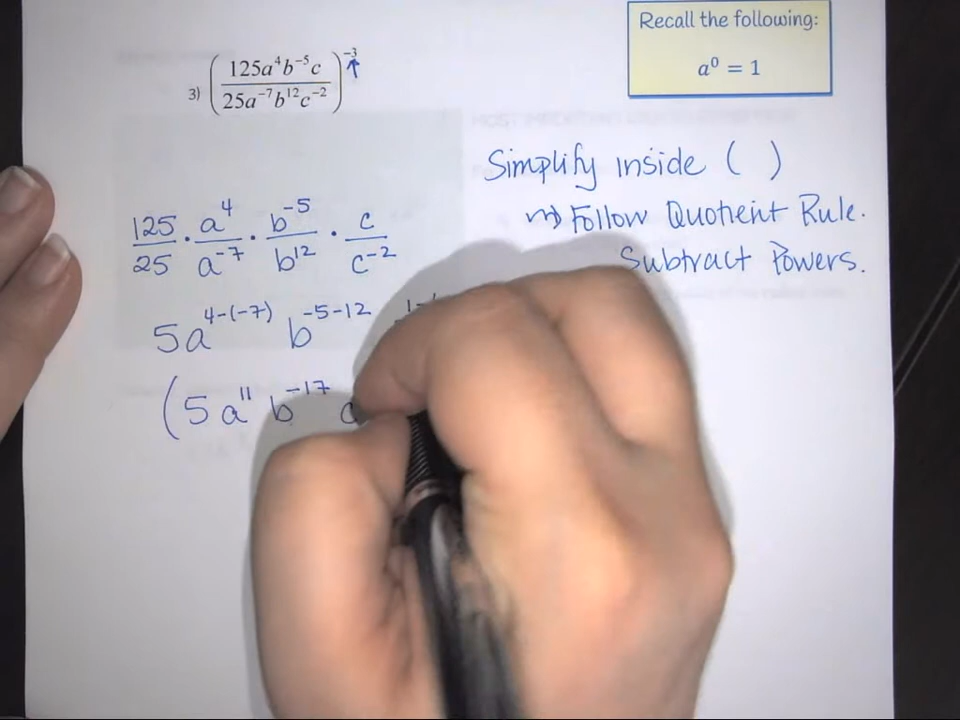 Recall the following:
a⁰ = 1
3) (125a⁴b⁻⁵c / 25a⁻⁷b¹²c⁻²)⁻³
Simplify inside ( )
⇝ Follow Quotient Rule.
Subtract Powers.
125/25 · a⁴/a⁻⁷ · b⁻⁵/b¹² · c/c⁻²
5a⁴⁻⁽⁻⁷⁾ b⁻⁵⁻¹²
(5a¹¹ b⁻¹⁷ c